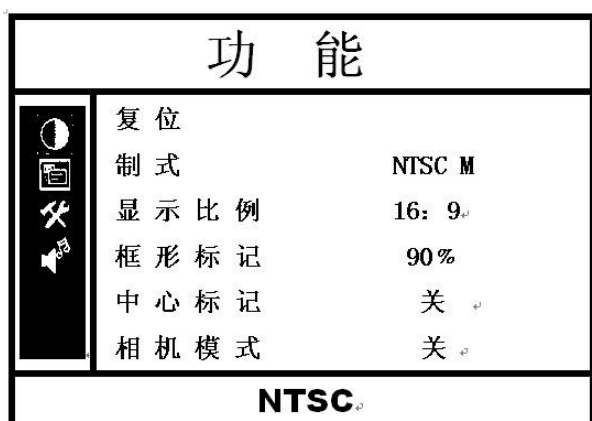 功 能
复位
制式 NTSC M
显示比例 16：9
框形标记 90%
中心标记 关
相机模式 关
NTSC